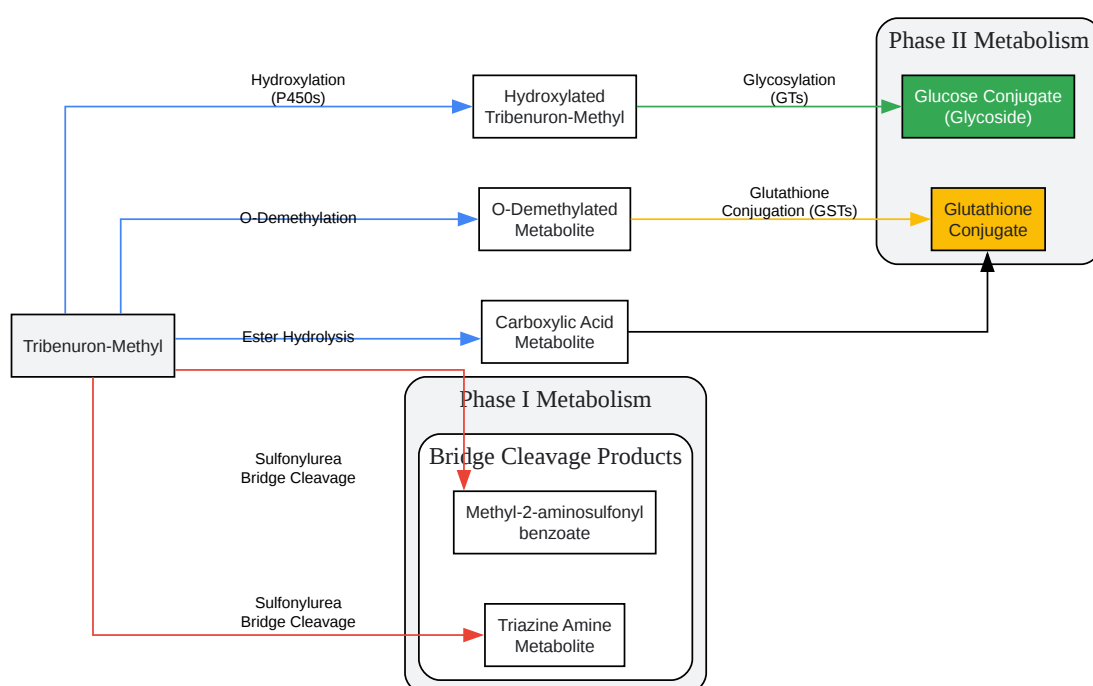 Phase II Metabolism
Hydroxylation
(P450s)
Hydroxylated
Tribenuron-Methyl
Glycosylation
(GTs)
Glucose Conjugate
(Glycoside)
O-Demethylation
O-Demethylated
Metabolite
Glutathione
Conjugation (GSTs)
Glutathione
Conjugate
Tribenuron-Methyl
Ester Hydrolysis
Carboxylic Acid
Metabolite
Phase I Metabolism
Bridge Cleavage Products
Sulfonylurea
Bridge Cleavage
Methyl-2-aminosulfonyl
benzoate
Sulfonylurea
Bridge Cleavage
Triazine Amine
Metabolite